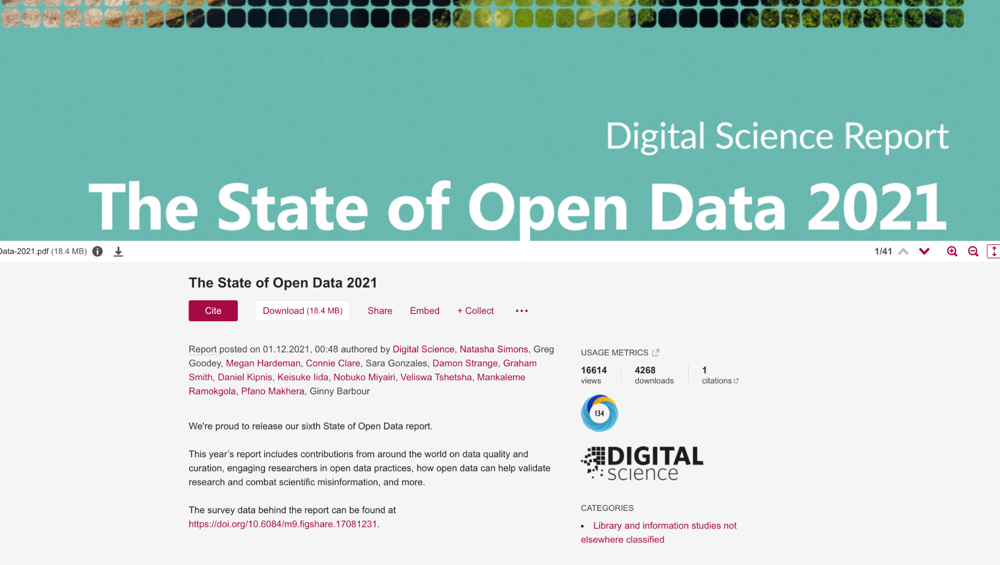 Digital Science Report
The State of Open Data 2021
Data-2021.pdf (18.4 MB)
1/41
The State of Open Data 2021
Cite
Download (18.4 MB)
Share
Embed
+ Collect
Report posted on 01.12.2021, 00:48 authored by Digital Science, Natasha Simons, Greg
Goodey, Megan Hardeman, Connie Clare, Sara Gonzales, Damon Strange, Graham
Smith, Daniel Kipnis, Keisuke Iida, Nobuko Miyairi, Veliswa Tshetsha, Mankaleme
Ramokgola, Pfano Makhera, Ginny Barbour
We're proud to release our sixth State of Open Data report.
This year’s report includes contributions from around the world on data quality and
curation, engaging researchers in open data practices, how open data can help validate
research and combat scientific misinformation, and more.
The survey data behind the report can be found at
https://doi.org/10.6084/m9.figshare.17081231.
USAGE METRICS
16614 4268 1
views downloads citations
134
DIGITAL
science
CATEGORIES
• Library and information studies not
elsewhere classified